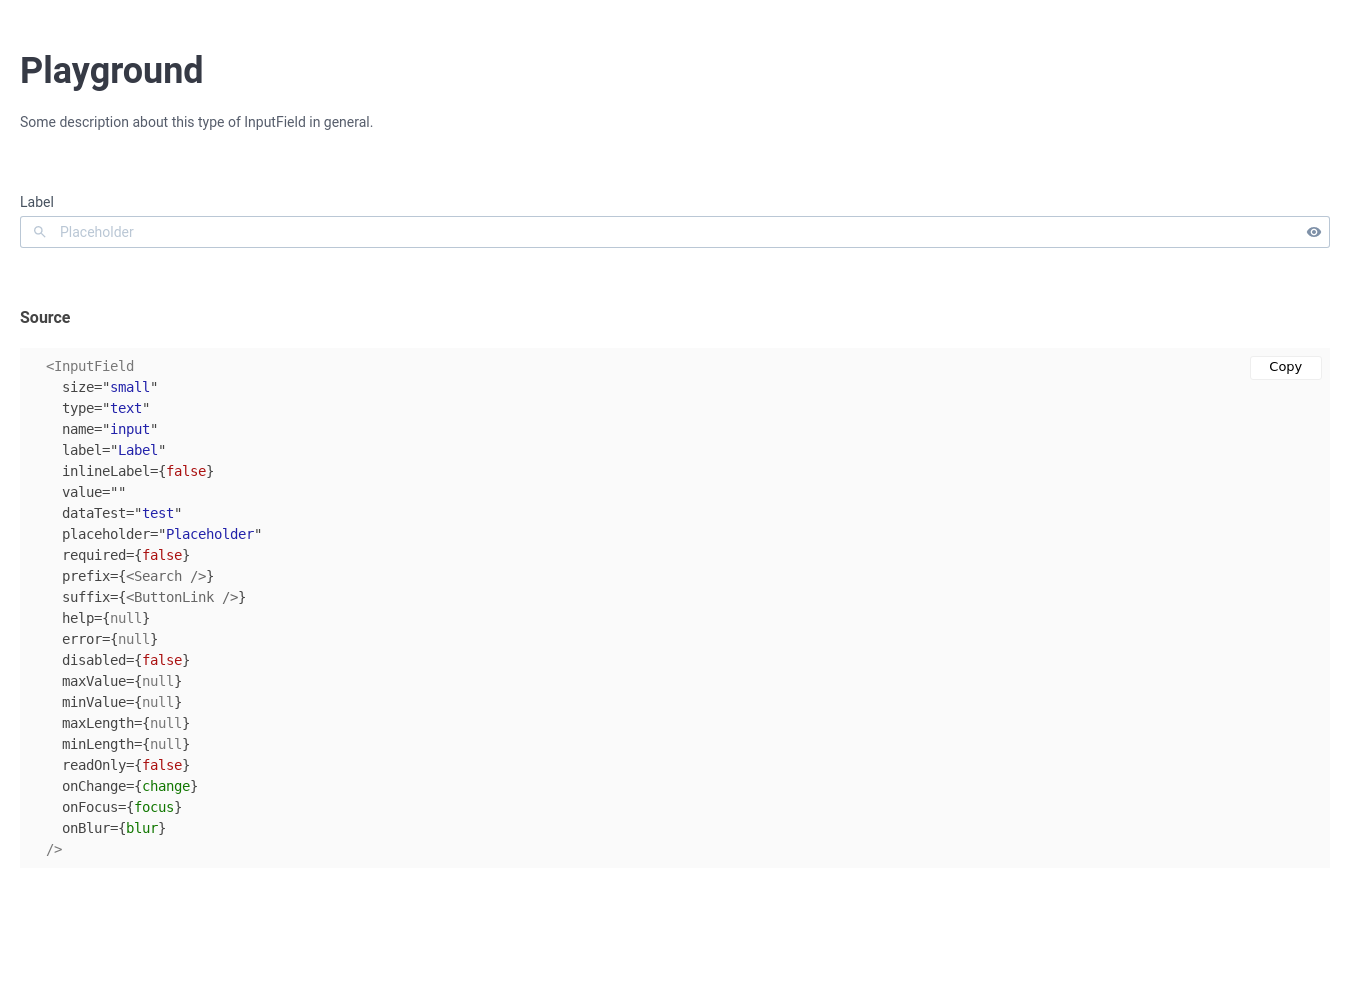 Playground
Some description about this type of InputField in general.
Label
Placeholder
Source
Copy
<InputField
  size="small"
  type="text"
  name="input"
  label="Label"
  inlineLabel={false}
  value=""
  dataTest="test"
  placeholder="Placeholder"
  required={false}
  prefix={<Search />}
  suffix={<ButtonLink />}
  help={null}
  error={null}
  disabled={false}
  maxValue={null}
  minValue={null}
  maxLength={null}
  minLength={null}
  readOnly={false}
  onChange={change}
  onFocus={focus}
  onBlur={blur}
/>